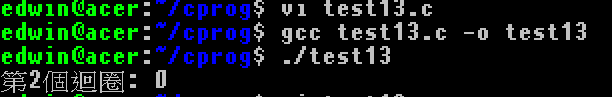 edwin@acer:~/cprog$ vi test13.c
edwin@acer:~/cprog$ gcc test13.c -o test13
edwin@acer:~/cprog$ ./test13
第2個迴圈: 0